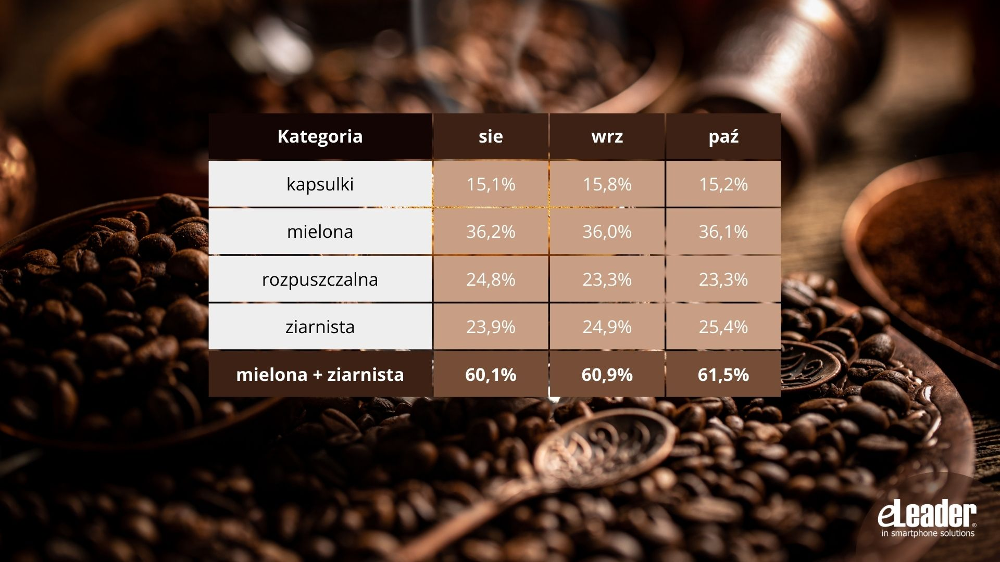 Kategoria sie wrz paź
kapsulki 15,1% 15,8% 15,2%
mielona 36,2% 36,0% 36,1%
rozpuszczalna 24,8% 23,3% 23,3%
ziarnista 23,9% 24,9% 25,4%
mielona + ziarnista 60,1% 60,9% 61,5%
eLeader®
in smartphone solutions